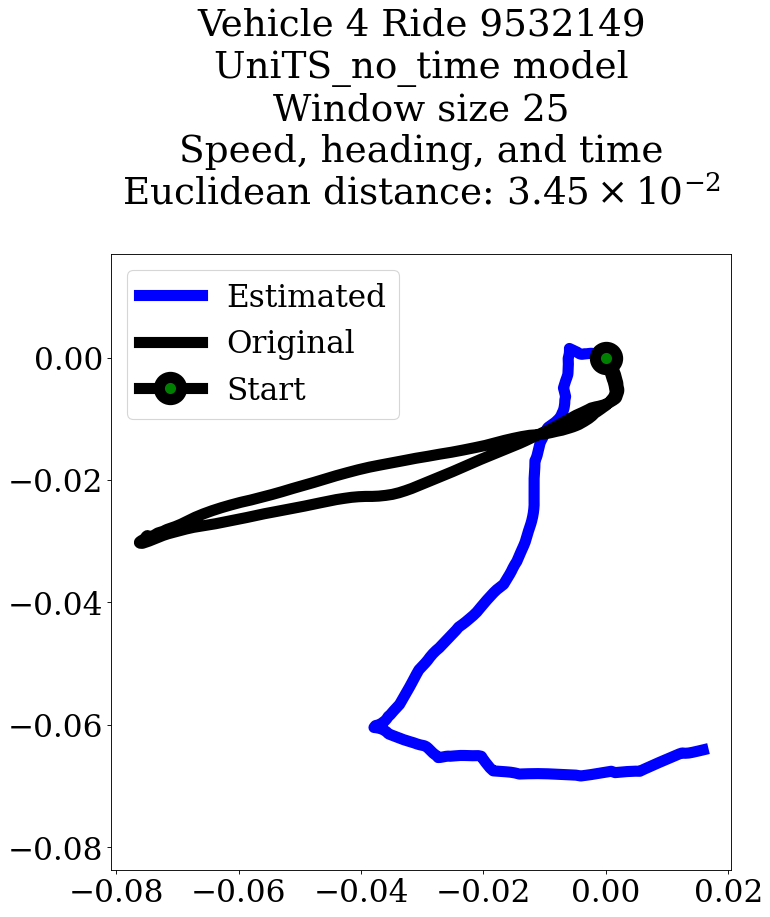 Vehicle 4 Ride 9532149
UniTS_no_time model
Window size 25
Speed, heading, and time
Euclidean distance: 3.45 × 10⁻²
Estimated
Original
Start
0.00
−0.02
−0.04
−0.06
−0.08
−0.08 −0.06 −0.04 −0.02 0.00 0.02